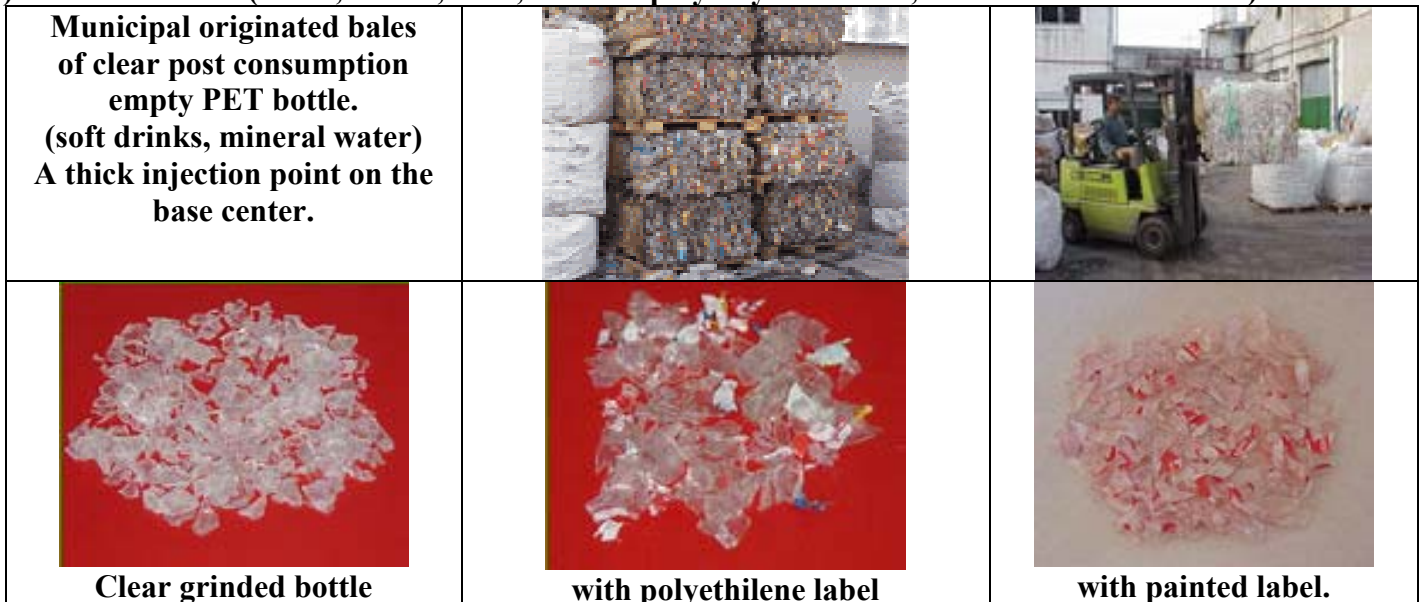 Municipal originated bales
of clear post consumption
empty PET bottle.
(soft drinks, mineral water)
A thick injection point on the
base center.
Clear grinded bottle
with polyethilene label
with painted label.